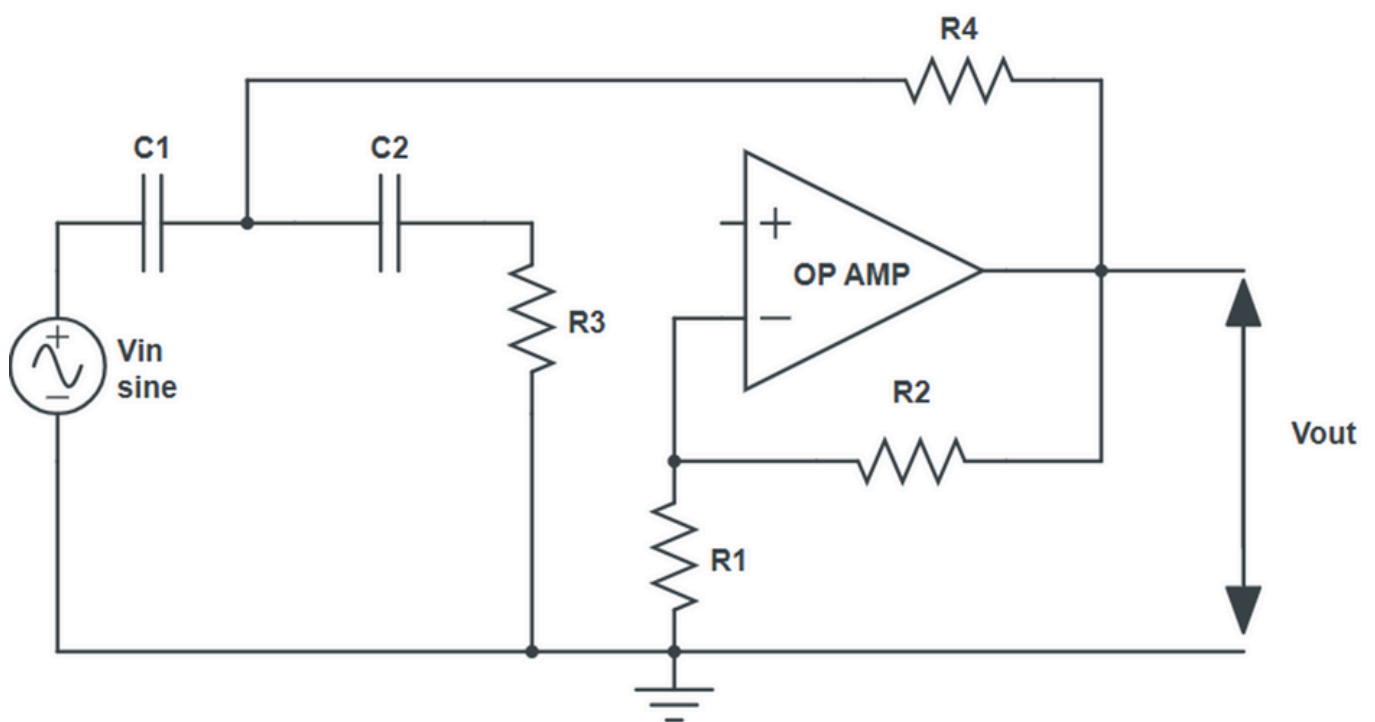 R4
C1
C2
+
OP AMP
−
R3
+
Vin
sine
−
R2
Vout
R1